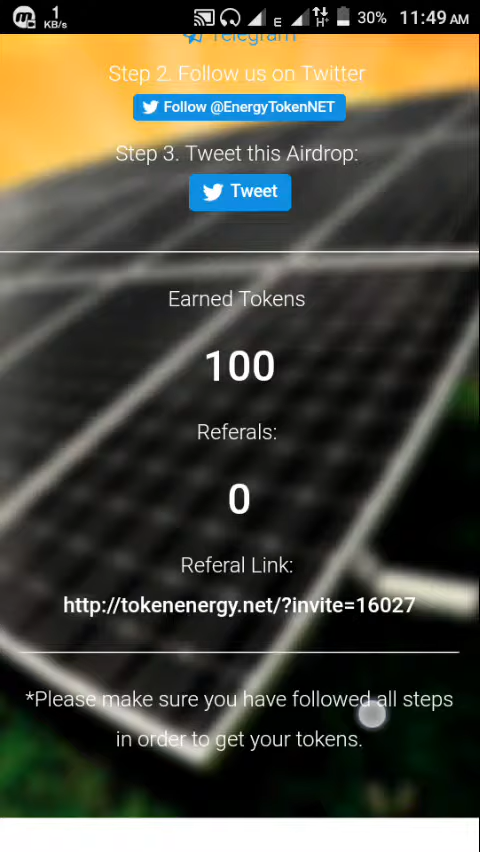 1
KB/s
E
H+
30%
11:49 AM
Telegram
Step 2. Follow us on Twitter
Follow @EnergyTokenNET
Step 3. Tweet this Airdrop:
Tweet
Earned Tokens
100
Referals:
0
Referal Link:
http://tokenenergy.net/?invite=16027
*Please make sure you have followed all steps
in order to get your tokens.